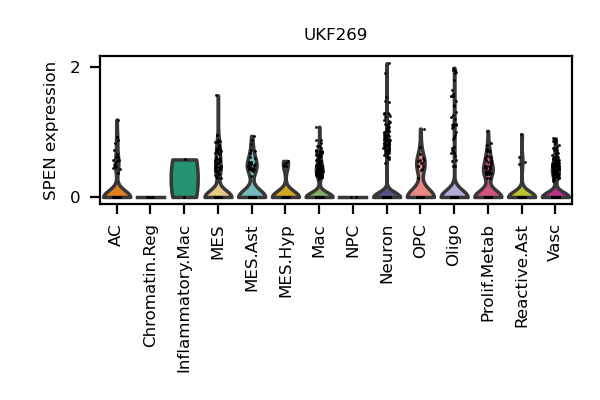 UKF269
SPEN expression
2
0
AC
Chromatin.Reg
Inflammatory.Mac
MES
MES.Ast
MES.Hyp
Mac
NPC
Neuron
OPC
Oligo
Prolif.Metab
Reactive.Ast
Vasc